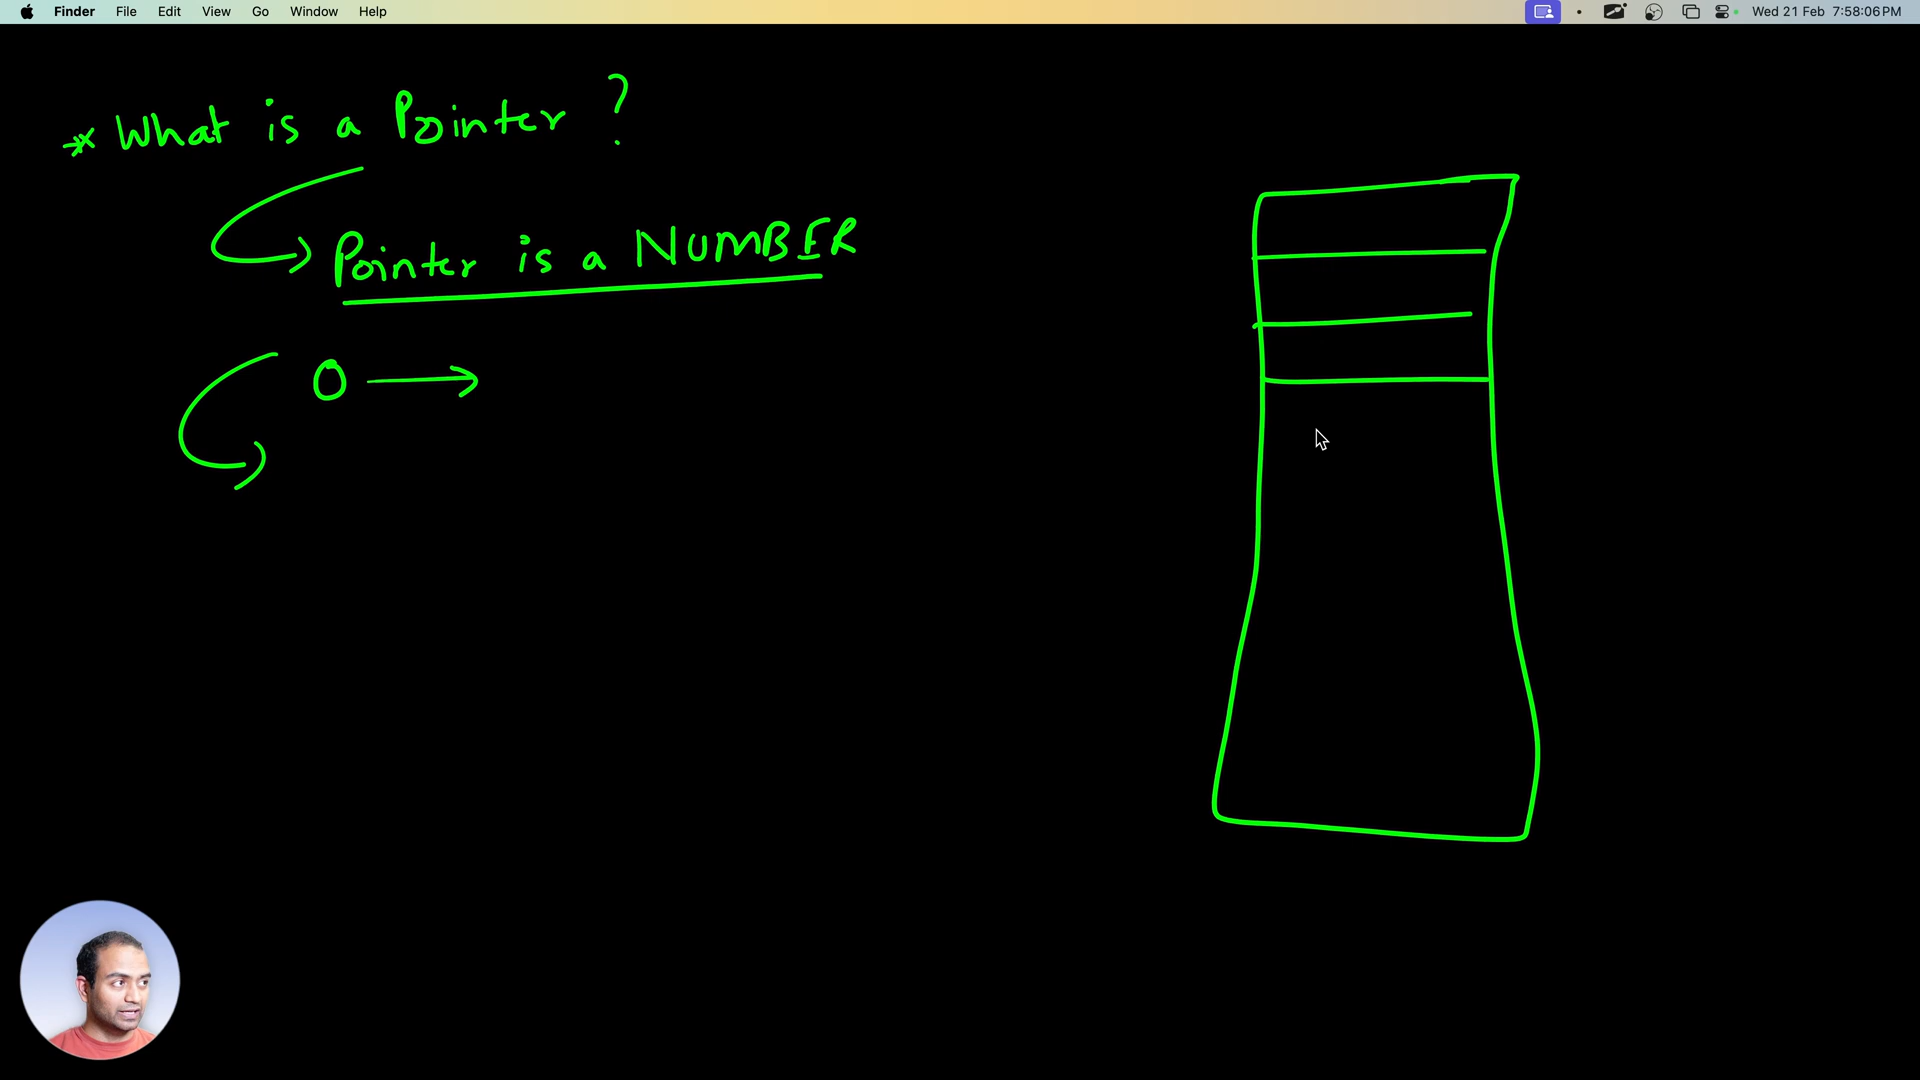 Finder File Edit View Go Window Help
Wed 21 Feb 7:58:06 PM
* What is a Pointer ?
Pointer is a NUMBER
0